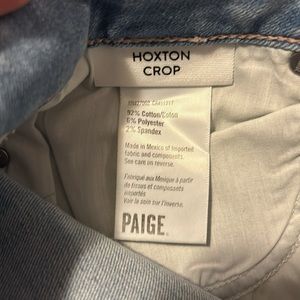 HOXTON
CROP
92% Cotton/Coton
6% Polyester
2% Spandex
Made in Mexico of imported
fabric and components.
See care on reverse.
Fabriqué aux Mexique à partir
de tissus et composants
importés
Voir le soin sur l'inverse.
PAIGE